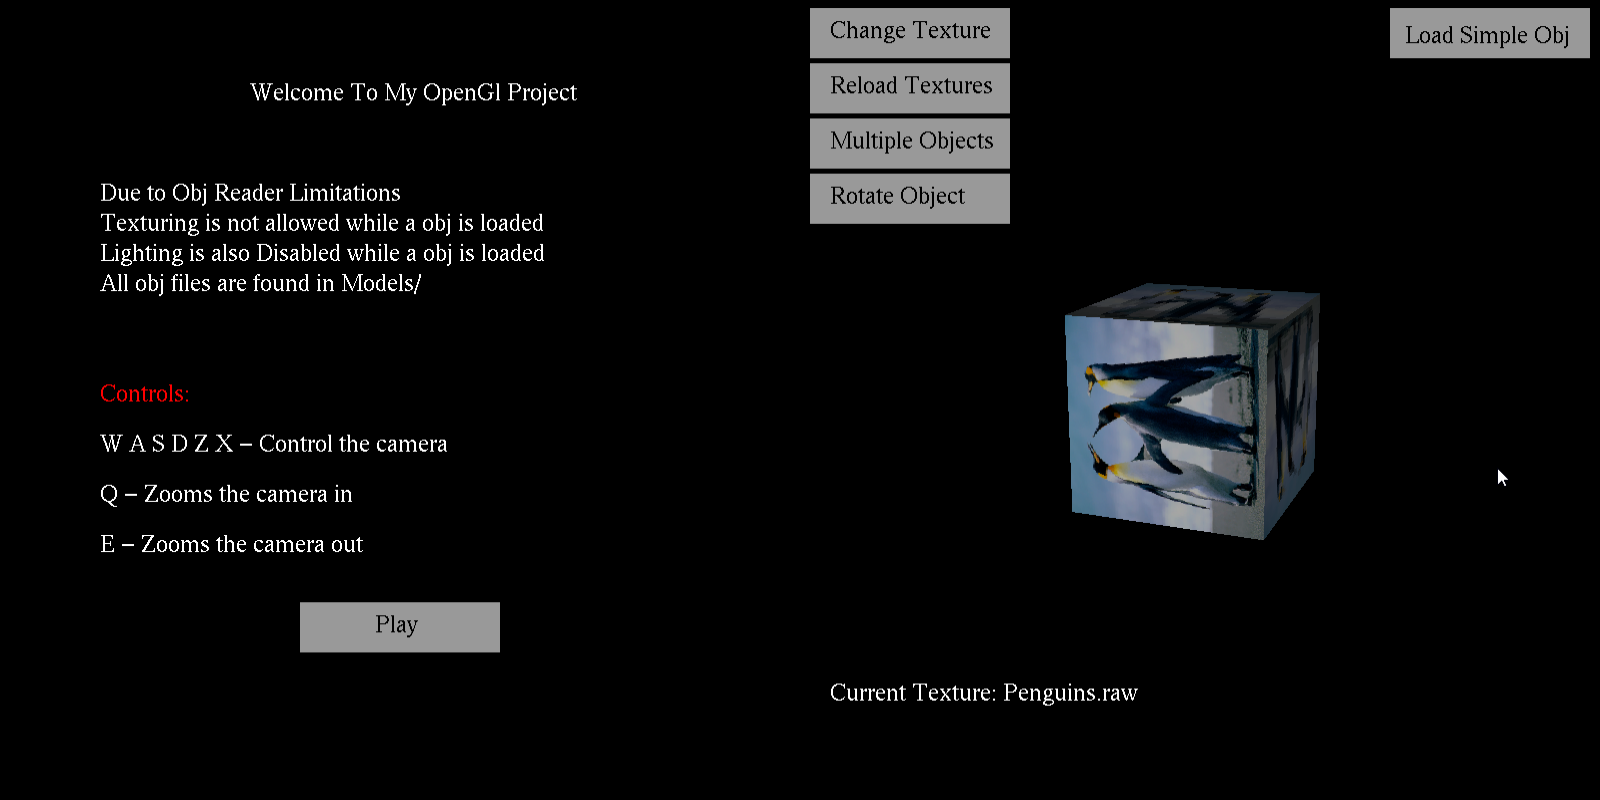 Welcome To My OpenGl Project
Due to Obj Reader Limitations
Texturing is not allowed while a obj is loaded
Lighting is also Disabled while a obj is loaded
All obj files are found in Models/
Controls:
W A S D Z X – Control the camera
Q – Zooms the camera in
E – Zooms the camera out
Play
Change Texture
Reload Textures
Multiple Objects
Rotate Object
Load Simple Obj
Current Texture: Penguins.raw